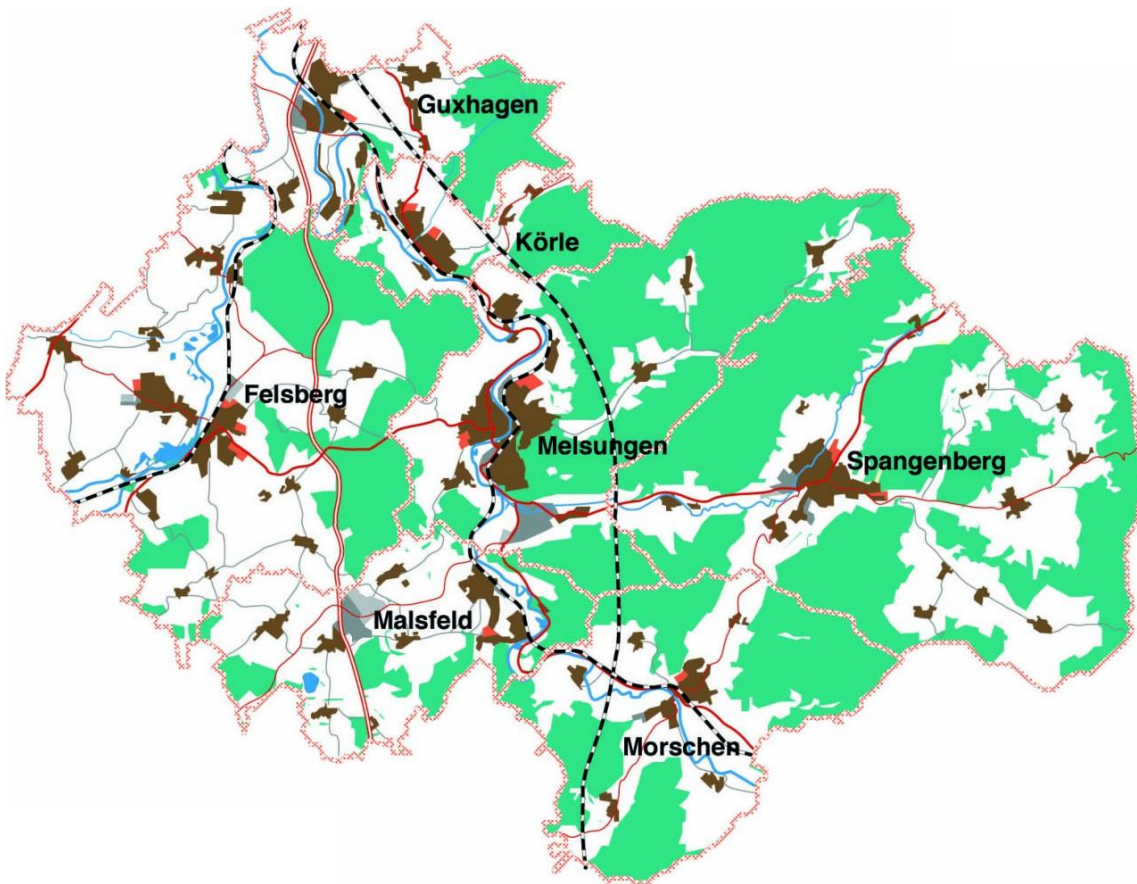 Guxhagen
Körle
Felsberg
Melsungen
Spangenberg
Malsfeld
Morschen